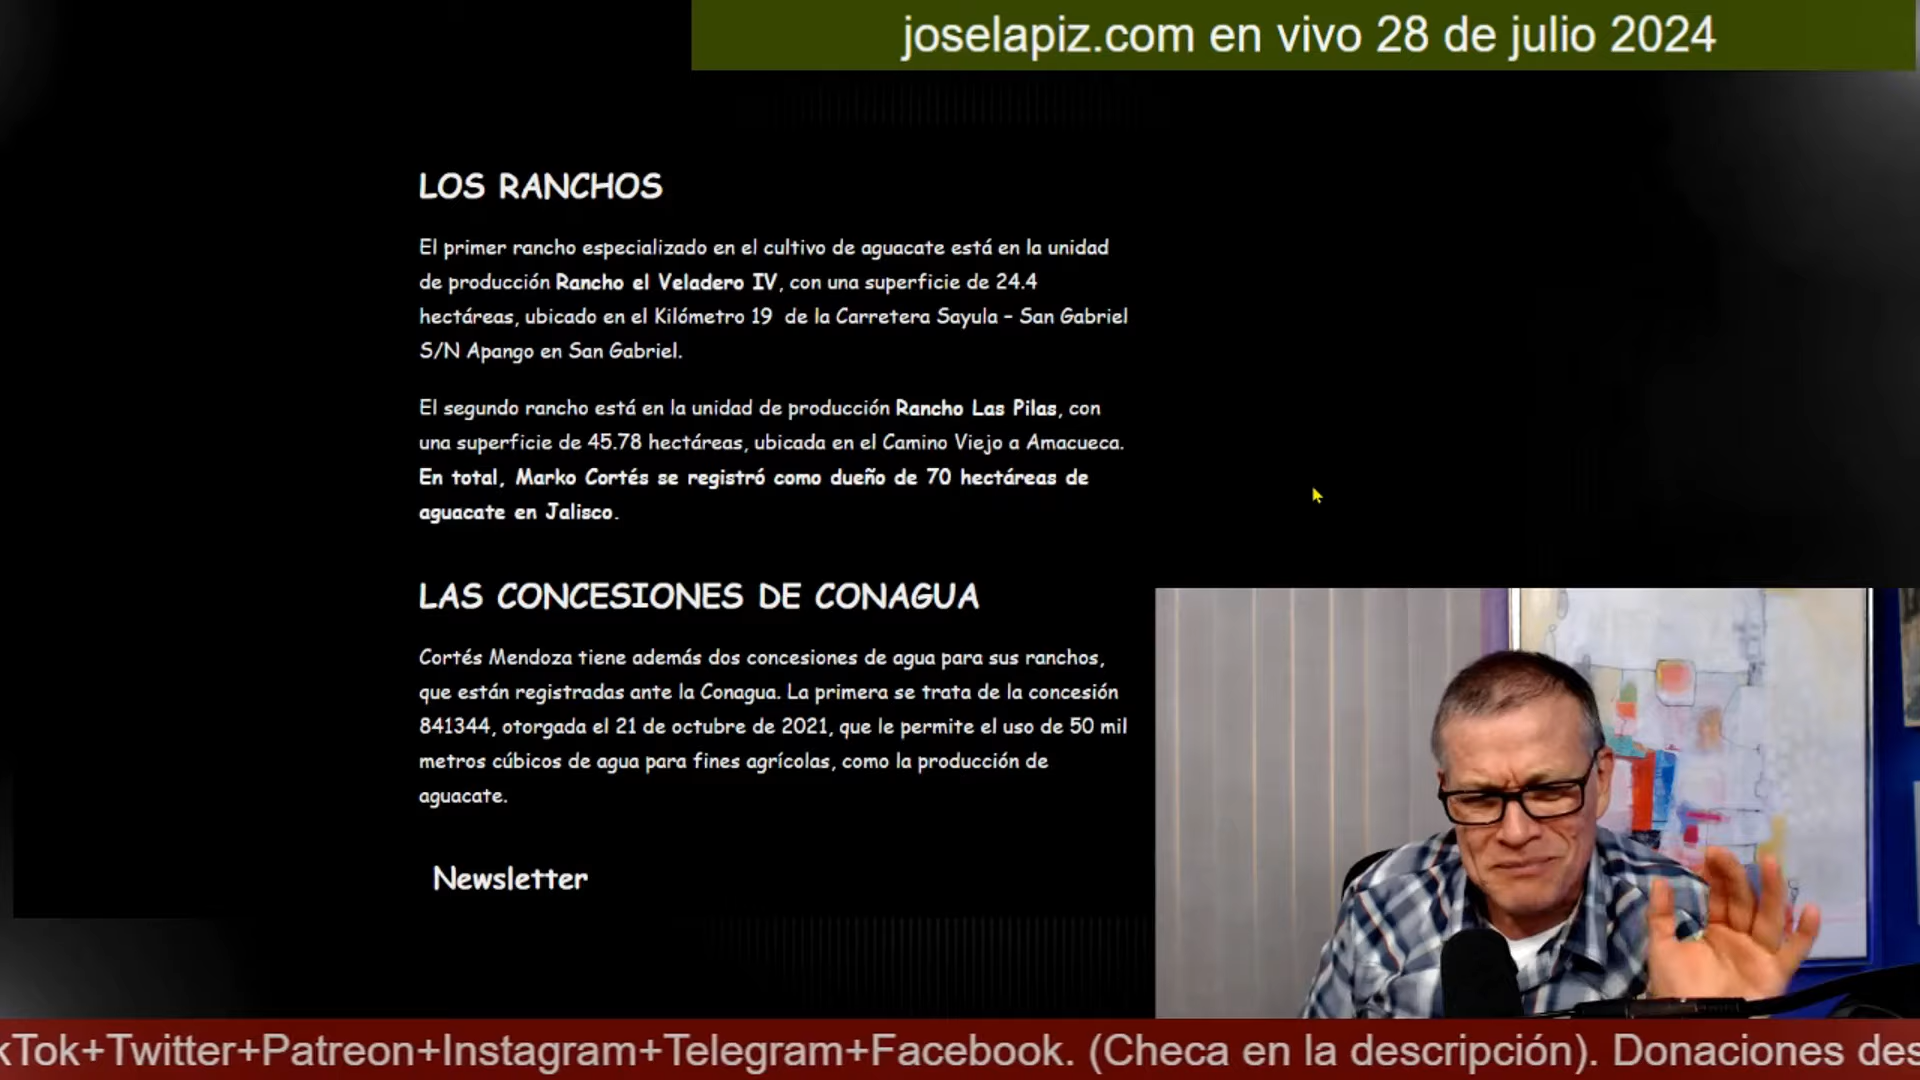 joselapiz.com en vivo 28 de julio 2024
LOS RANCHOS
El primer rancho especializado en el cultivo de aguacate está en la unidad
de producción Rancho el Veladero IV, con una superficie de 24.4
hectáreas, ubicado en el Kilómetro 19 de la Carretera Sayula – San Gabriel
S/N Apango en San Gabriel.
El segundo rancho está en la unidad de producción Rancho Las Pilas, con
una superficie de 45.78 hectáreas, ubicada en el Camino Viejo a Amacueca.
En total, Marko Cortés se registró como dueño de 70 hectáreas de
aguacate en Jalisco.
LAS CONCESIONES DE CONAGUA
Cortés Mendoza tiene además dos concesiones de agua para sus ranchos,
que están registradas ante la Conagua. La primera se trata de la concesión
841344, otorgada el 21 de octubre de 2021, que le permite el uso de 50 mil
metros cúbicos de agua para fines agrícolas, como la producción de
aguacate.
Newsletter
kTok+Twitter+Patreon+Instagram+Telegram+Facebook. (Checa en la descripción). Donaciones des